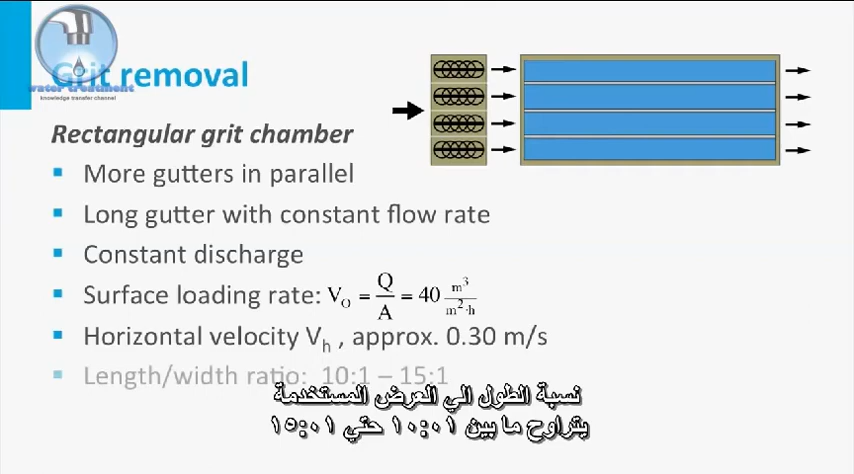 Grit removal
water treatment
knowledge transfer channel
Rectangular grit chamber
More gutters in parallel
Long gutter with constant flow rate
Constant discharge
Surface loading rate: V_O = Q/A = 40 m³/m²·h
Horizontal velocity V_h , approx. 0.30 m/s
Length/width ratio: 10:1 – 15:1
نسبة الطول الي العرض المستخدمة
يتراوح ما بين ١٠:٠١ حتي ١٥:٠١